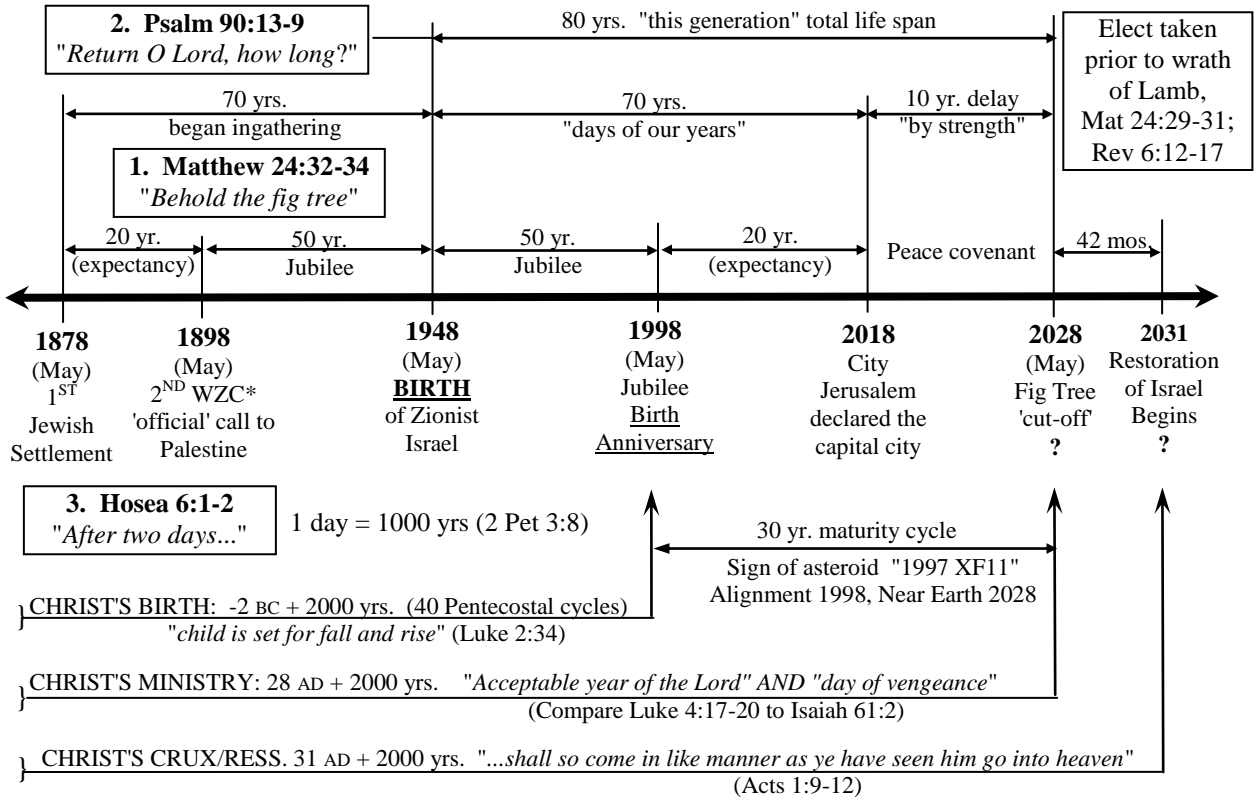 2. Psalm 90:13-9
"Return O Lord, how long?"
80 yrs. "this generation" total life span
Elect taken
prior to wrath
of Lamb,
Mat 24:29-31;
Rev 6:12-17
70 yrs.
began ingathering
70 yrs.
"days of our years"
10 yr. delay
"by strength"
1. Matthew 24:32-34
"Behold the fig tree"
20 yr.
(expectancy)
50 yr.
Jubilee
50 yr.
Jubilee
20 yr.
(expectancy)
Peace covenant
42 mos.
1878
(May)
1ST
Jewish
Settlement
1898
(May)
2ND WZC*
'official' call to
Palestine
1948
(May)
BIRTH
of Zionist
Israel
1998
(May)
Jubilee
Birth
Anniversary
2018
City
Jerusalem
declared the
capital city
2028
(May)
Fig Tree
'cut-off'
?
2031
Restoration
of Israel
Begins
?
3. Hosea 6:1-2
"After two days..."
1 day = 1000 yrs (2 Pet 3:8)
30 yr. maturity cycle
Sign of asteroid "1997 XF11"
Alignment 1998, Near Earth 2028
CHRIST'S BIRTH: -2 BC + 2000 yrs. (40 Pentecostal cycles)
"child is set for fall and rise" (Luke 2:34)
CHRIST'S MINISTRY: 28 AD + 2000 yrs. "Acceptable year of the Lord" AND "day of vengeance"
(Compare Luke 4:17-20 to Isaiah 61:2)
CHRIST'S CRUX/RESS. 31 AD + 2000 yrs. "...shall so come in like manner as ye have seen him go into heaven"
(Acts 1:9-12)